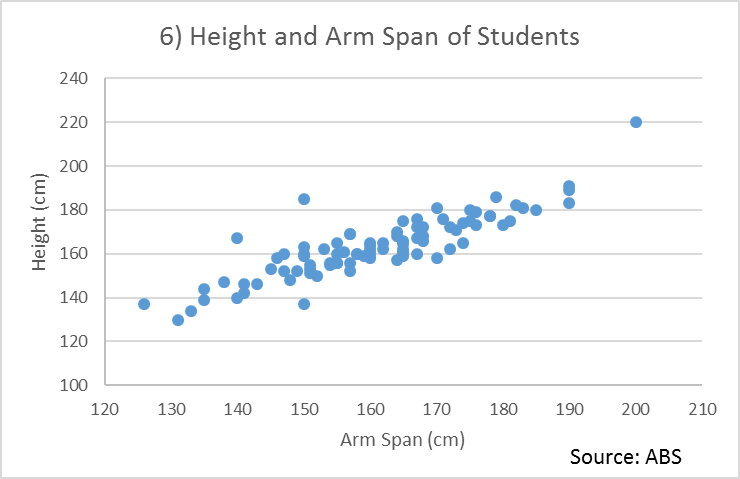 6) Height and Arm Span of Students
240
220
200
180
160
140
120
100
Height (cm)
120 130 140 150 160 170 180 190 200 210
Arm Span (cm)
Source: ABS